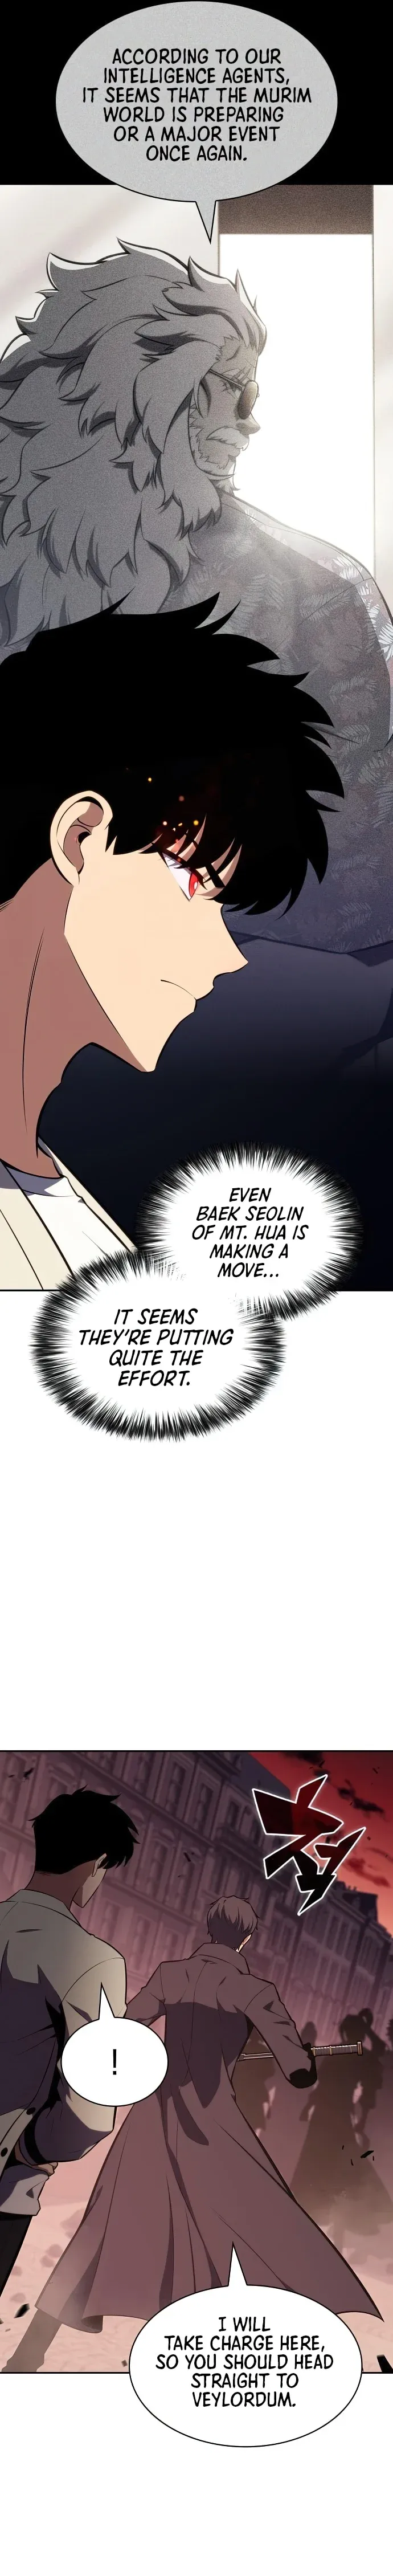 ACCORDING TO OUR
INTELLIGENCE AGENTS,
IT SEEMS THAT THE MURIM
WORLD IS PREPARING
OR A MAJOR EVENT
ONCE AGAIN.
EVEN
BAEK SEOLIN
OF MT. HUA IS
MAKING A
MOVE...
IT SEEMS
THEY'RE PUTTING
QUITE THE
EFFORT.
척
!
I WILL
TAKE CHARGE HERE,
SO YOU SHOULD HEAD
STRAIGHT TO
VEYLORDUM.